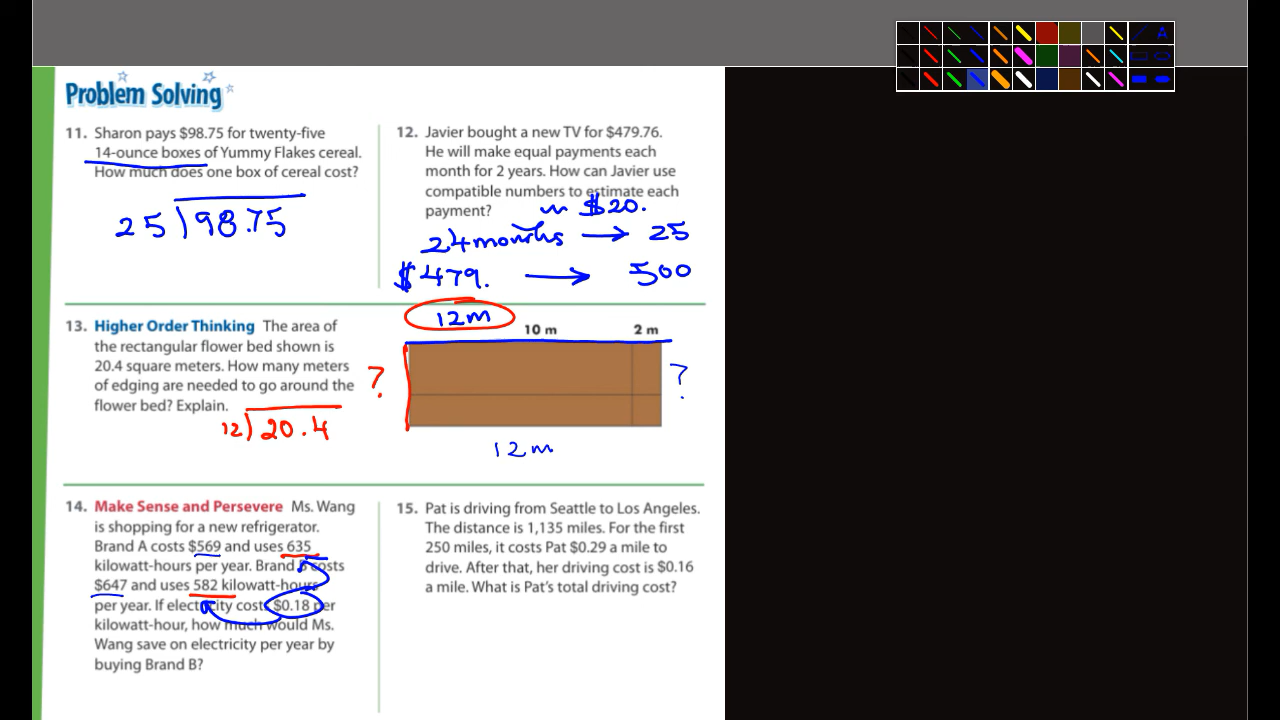 Problem Solving
11. Sharon pays $98.75 for twenty-five
14-ounce boxes of Yummy Flakes cereal.
How much does one box of cereal cost?
25)98.75
12. Javier bought a new TV for $479.76.
He will make equal payments each
month for 2 years. How can Javier use
compatible numbers to estimate each
payment?
~ $20.
24months → 25
$479. → 500
13. Higher Order Thinking The area of
the rectangular flower bed shown is
20.4 square meters. How many meters
of edging are needed to go around the
flower bed? Explain.
12)20.4
12m
10 m 2 m
? ?
12m
14. Make Sense and Persevere Ms. Wang
is shopping for a new refrigerator.
Brand A costs $569 and uses 635
kilowatt-hours per year. Brand B costs
$647 and uses 582 kilowatt-hours
per year. If electricity costs $0.18 per
kilowatt-hour, how much would Ms.
Wang save on electricity per year by
buying Brand B?
15. Pat is driving from Seattle to Los Angeles.
The distance is 1,135 miles. For the first
250 miles, it costs Pat $0.29 a mile to
drive. After that, her driving cost is $0.16
a mile. What is Pat's total driving cost?
A